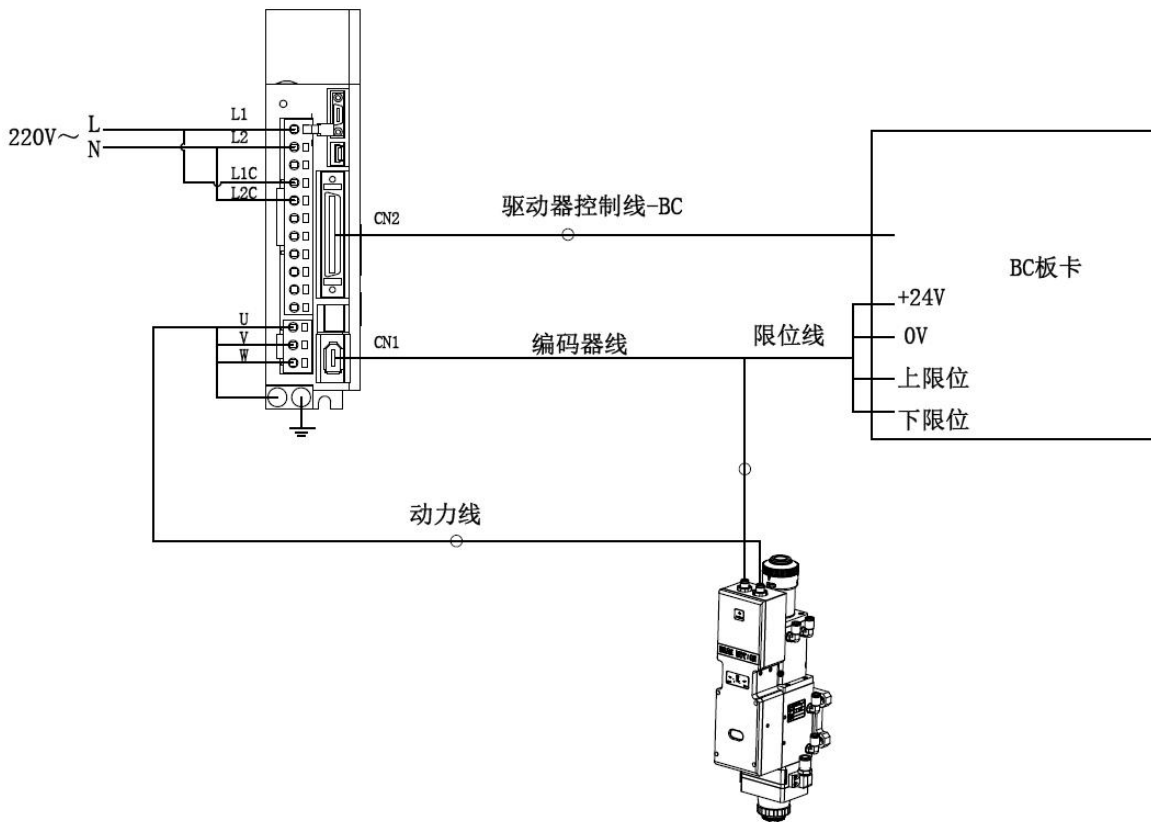 220V～
L
N
L1
L2
L1C
L2C
CN2
驱动器控制线-BC
BC板卡
+24V
0V
上限位
下限位
U
V
W
CN1
编码器线
限位线
动力线